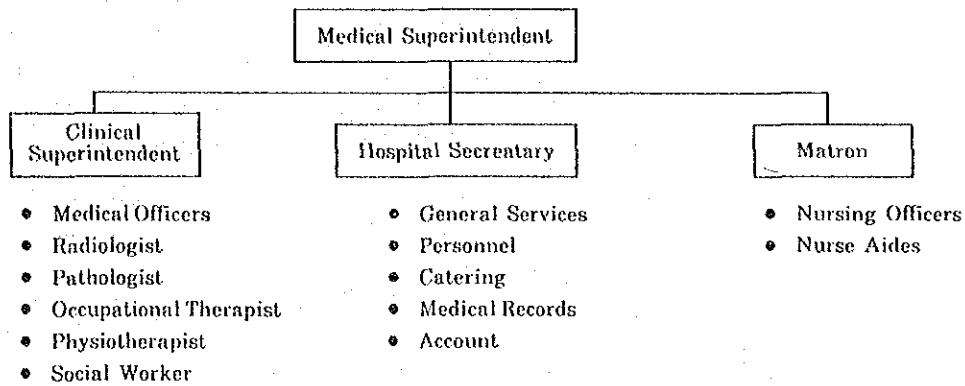 Medical Superintendent
Clinical
Superintendent
Hospital Secreatary
Matron
• Medical Officers
• Radiologist
• Pathologist
• Occupational Therapist
• Physiotherapist
• Social Worker
• General Services
• Personnel
• Catering
• Medical Records
• Account
• Nursing Officers
• Nurse Aides